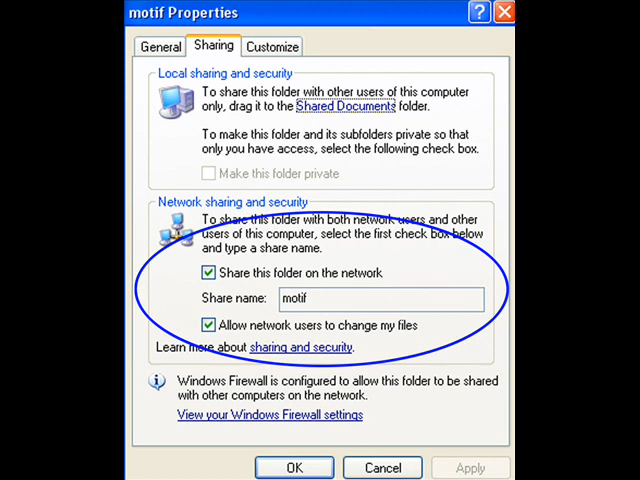 motif Properties
General Sharing Customize
Local sharing and security
To share this folder with other users of this computer
only, drag it to the Shared Documents folder.
To make this folder and its subfolders private so that
only you have access, select the following check box.
Make this folder private
Network sharing and security
To share this folder with both network users and other
users of this computer, select the first check box below
and type a share name.
Share this folder on the network
Share name: motif
Allow network users to change my files
Learn more about sharing and security.
Windows Firewall is configured to allow this folder to be shared
with other computers on the network.
View your Windows Firewall settings
OK Cancel Apply